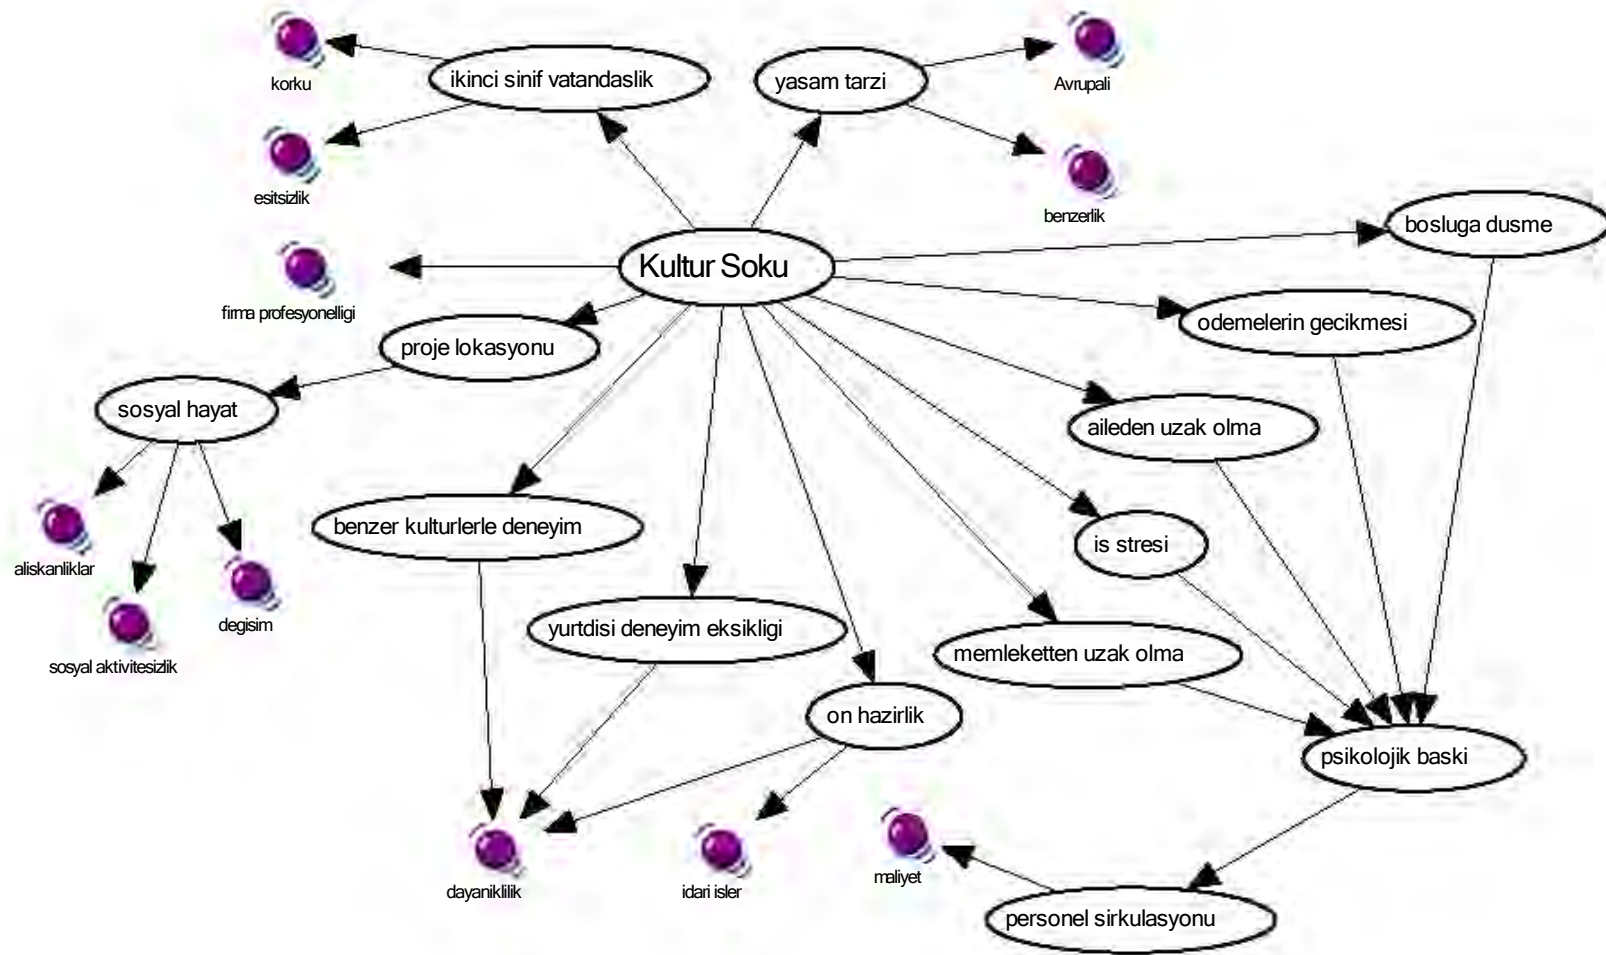 korku
ikinci sinif vatandaslik
yasam tarzi
Avrupali
esitsizlik
benzerlik
bosluga dusme
Kultur Soku
firma profesyonelligi
odemelerin gecikmesi
proje lokasyonu
sosyal hayat
aileden uzak olma
benzer kulturlerle deneyim
is stresi
aliskanliklar
degisim
sosyal aktivitesizlik
yurtdisi deneyim eksikligi
memleketten uzak olma
on hazirlik
psikolojik baski
dayaniklilik
idari isler
maliyet
personel sirkulasyonu